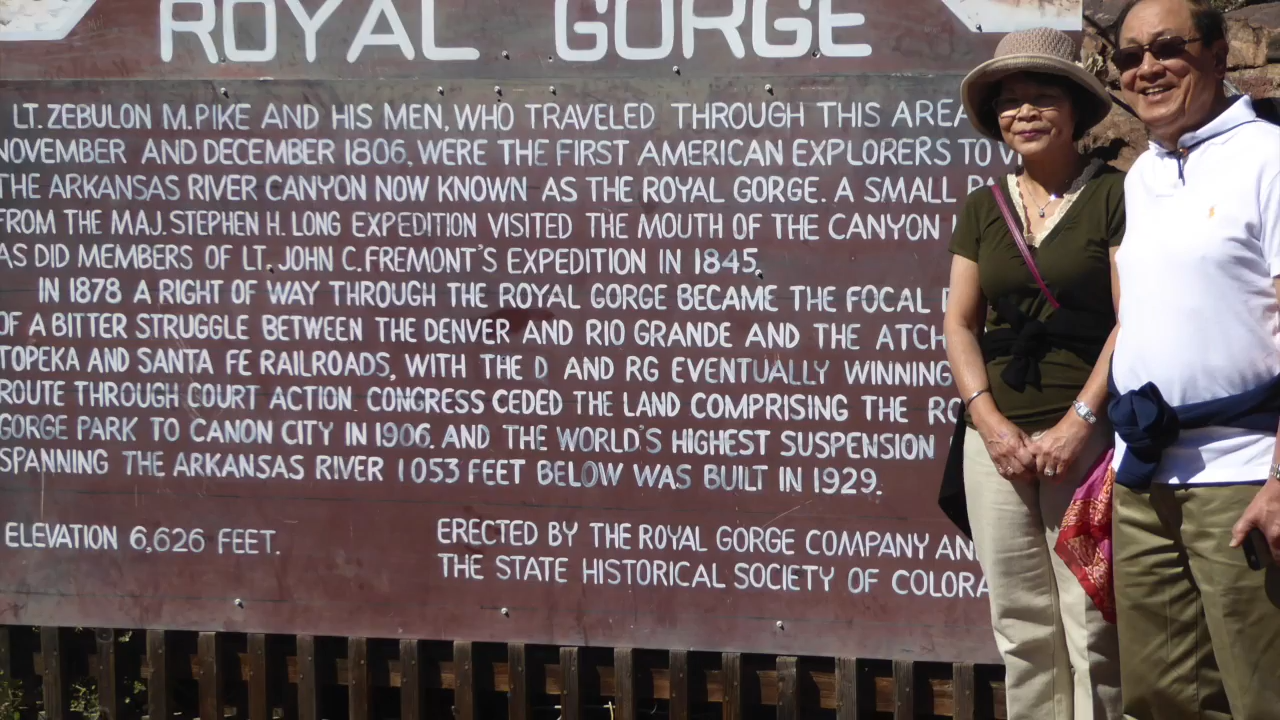 ROYAL GORGE
LT. ZEBULON M. PIKE AND HIS MEN, WHO TRAVELED THROUGH THIS AREA
NOVEMBER AND DECEMBER 1806, WERE THE FIRST AMERICAN EXPLORERS TO
THE ARKANSAS RIVER CANYON NOW KNOWN AS THE ROYAL GORGE. A SMALL
FROM THE MAJ. STEPHEN H. LONG EXPEDITION VISITED THE MOUTH OF THE CANYON
AS DID MEMBERS OF LT. JOHN C. FREMONT'S EXPEDITION IN 1845.
IN 1878 A RIGHT OF WAY THROUGH THE ROYAL GORGE BECAME THE FOCAL
OF A BITTER STRUGGLE BETWEEN THE DENVER AND RIO GRANDE AND THE ATCH
TOPEKA AND SANTA FE RAILROADS, WITH THE D AND RG EVENTUALLY WINNING
ROUTE THROUGH COURT ACTION. CONGRESS CEDED THE LAND COMPRISING THE RO
GORGE PARK TO CANON CITY IN 1906. AND THE WORLD'S HIGHEST SUSPENSION
SPANNING THE ARKANSAS RIVER 1053 FEET BELOW WAS BUILT IN 1929.
ELEVATION 6,626 FEET.
ERECTED BY THE ROYAL GORGE COMPANY AN
THE STATE HISTORICAL SOCIETY OF COLORA